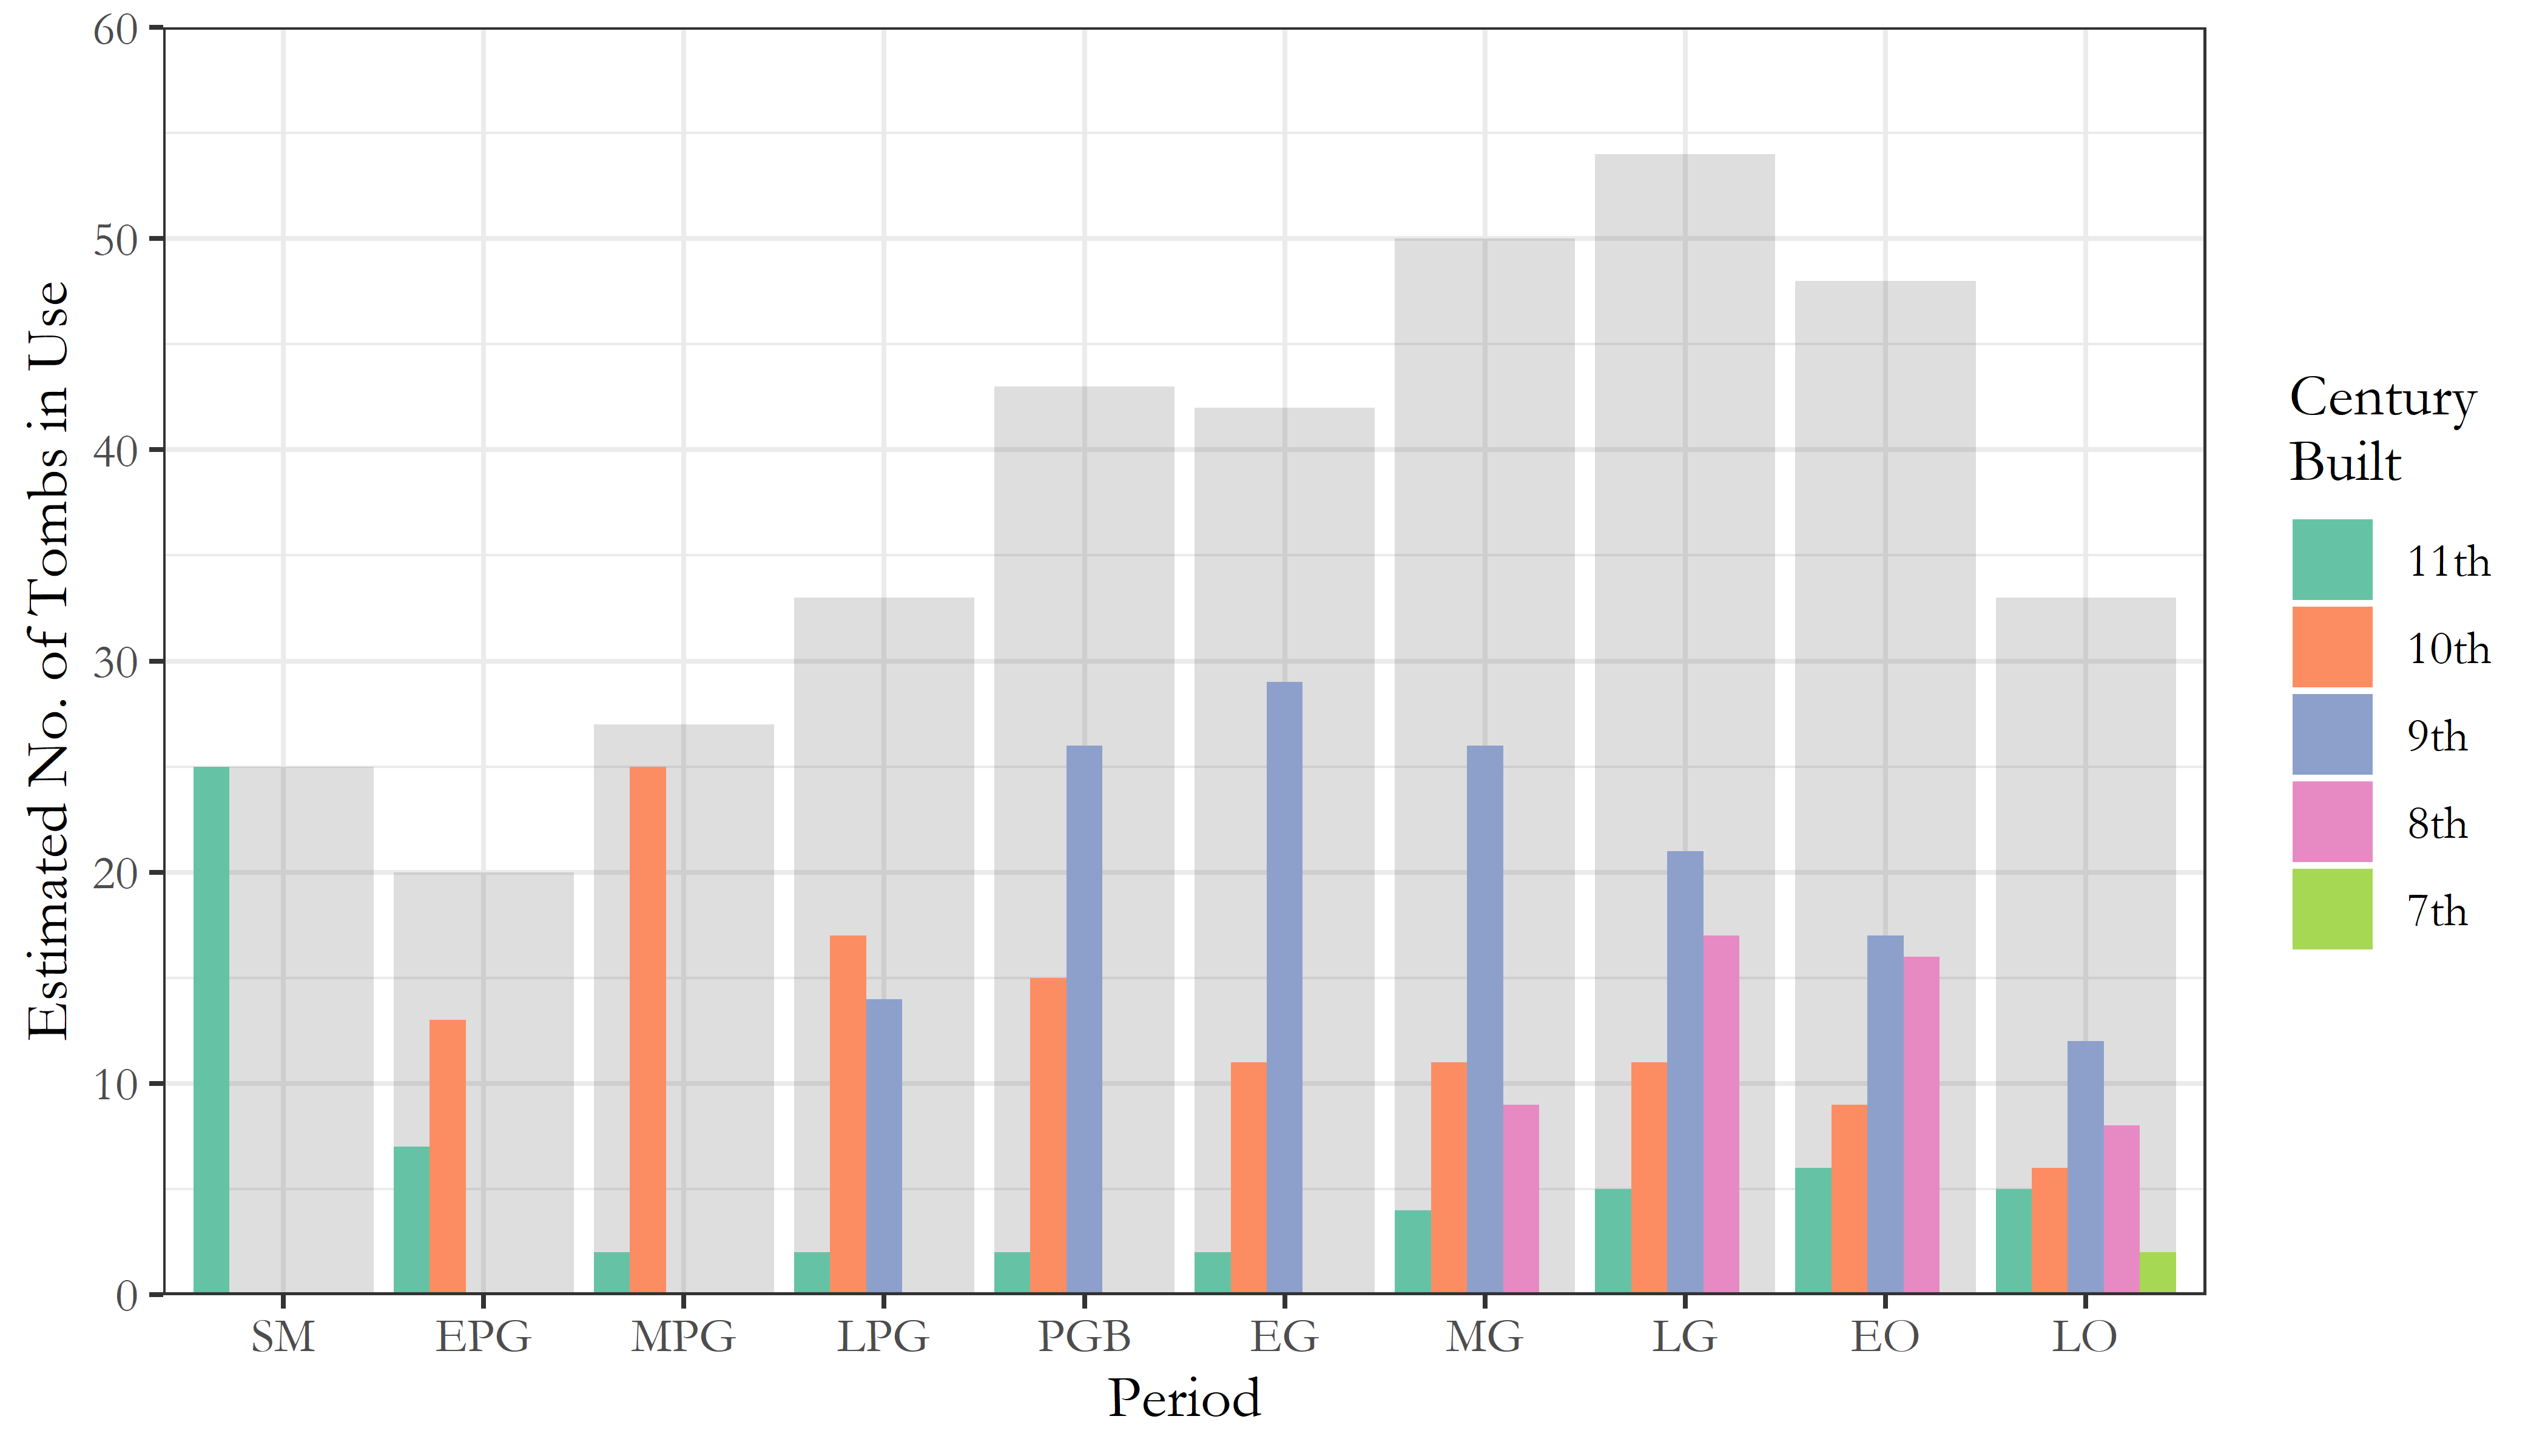 60
50
40
30
20
10
0
Estimated No. of Tombs in Use
SM EPG MPG LPG PGB EG MG LG EO LO
Period
Century
Built
11th
10th
9th
8th
7th